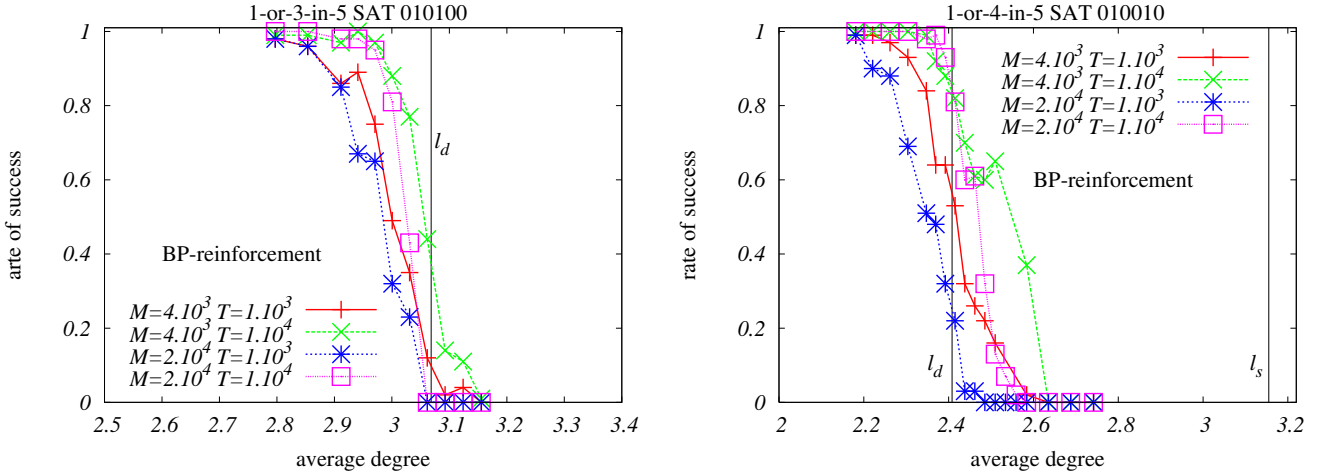 1-or-3-in-5 SAT 010100
1
0.8
0.6
0.4
0.2
0
arte of success
l_d
BP-reinforcement
M=4.10^3 T=1.10^3
M=4.10^3 T=1.10^4
M=2.10^4 T=1.10^3
M=2.10^4 T=1.10^4
2.5 2.6 2.7 2.8 2.9 3 3.1 3.2 3.3 3.4
average degree
1-or-4-in-5 SAT 010010
1
0.8
0.6
0.4
0.2
0
rate of success
M=4.10^3 T=1.10^3
M=4.10^3 T=1.10^4
M=2.10^4 T=1.10^3
M=2.10^4 T=1.10^4
BP-reinforcement
l_d
l_s
2 2.2 2.4 2.6 2.8 3 3.2
average degree